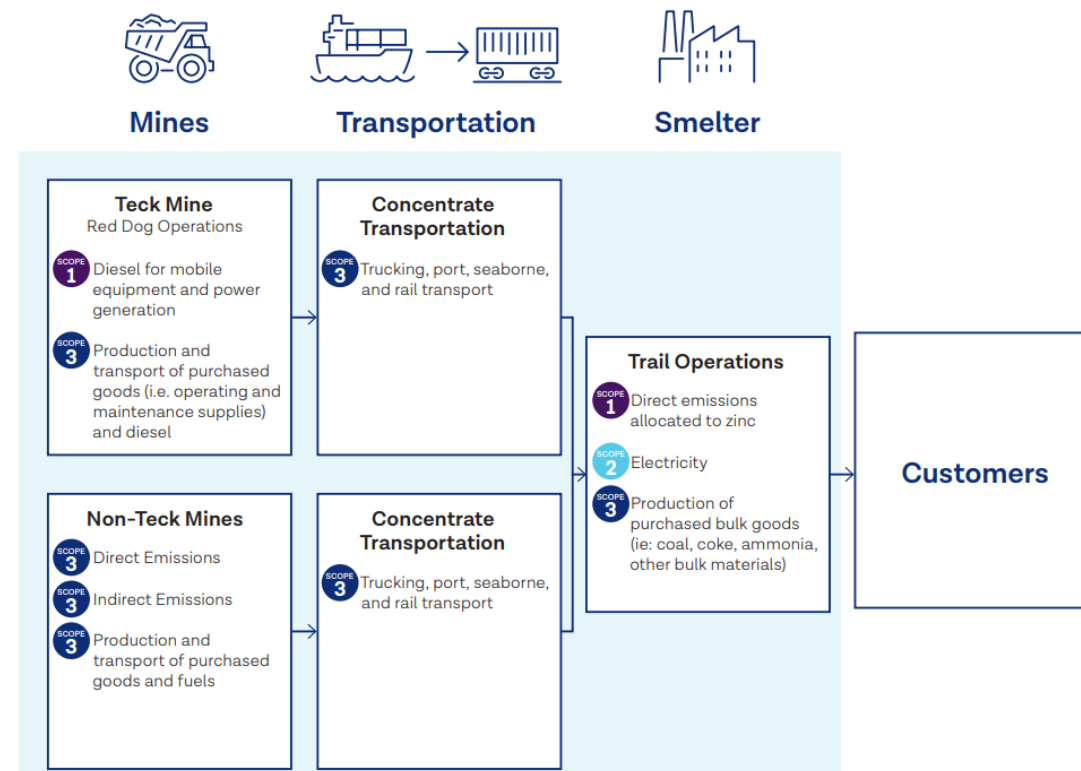 Mines
Transportation
Smelter
Teck Mine
Red Dog Operations
SCOPE
1
Diesel for mobile
equipment and power
generation
SCOPE
3
Production and
transport of purchased
goods (i.e. operating and
maintenance supplies)
and diesel
Concentrate
Transportation
SCOPE
3
Trucking, port, seaborne,
and rail transport
Non-Teck Mines
SCOPE
3
Direct Emissions
SCOPE
3
Indirect Emissions
SCOPE
3
Production and
transport of purchased
goods and fuels
Concentrate
Transportation
SCOPE
3
Trucking, port, seaborne,
and rail transport
Trail Operations
SCOPE
1
Direct emissions
allocated to zinc
SCOPE
2
Electricity
SCOPE
3
Production of
purchased bulk goods
(ie: coal, coke, ammonia,
other bulk materials)
Customers